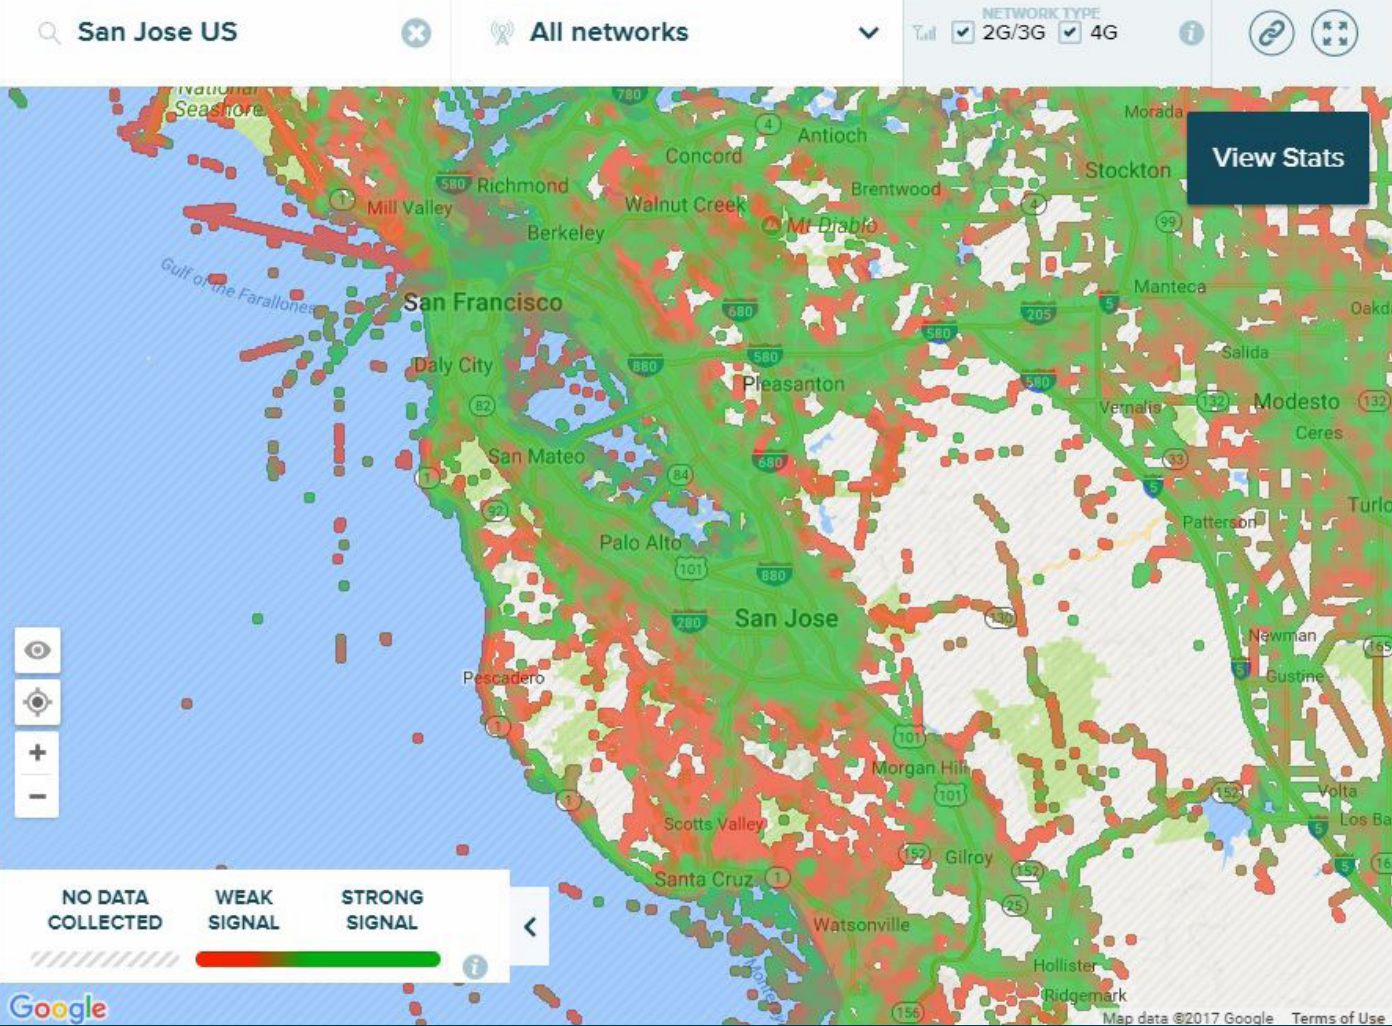 San Jose US
All networks
NETWORK TYPE
2G/3G
4G
View Stats
National
Seashore
780
4
Antioch
Morada
Concord
Stockton
580
Richmond
Brentwood
1
Mill Valley
Walnut Creek
4
Berkeley
Mt Diablo
99
Gulf of the Farallones
San Francisco
Manteca
680
5
205
Oakd
580
Daly City
880
580
Salida
Pleasanton
580
82
Vernalis
132
Modesto
132
Ceres
San Mateo
680
33
1
84
5
92
Patterson
Turlo
Palo Alto
101
880
280
San Jose
130
Newman
165
Pescadero
5
Gustine
1
101
Morgan Hill
101
152
Volta
1
Scotts Valley
5
Los Ba
152
Gilroy
152
5
16
Santa Cruz
1
25
Watsonville
Hollister
Ridgemark
156
NO DATA
COLLECTED
WEAK
SIGNAL
STRONG
SIGNAL
Google
Map data ©2017 Google
Terms of Use